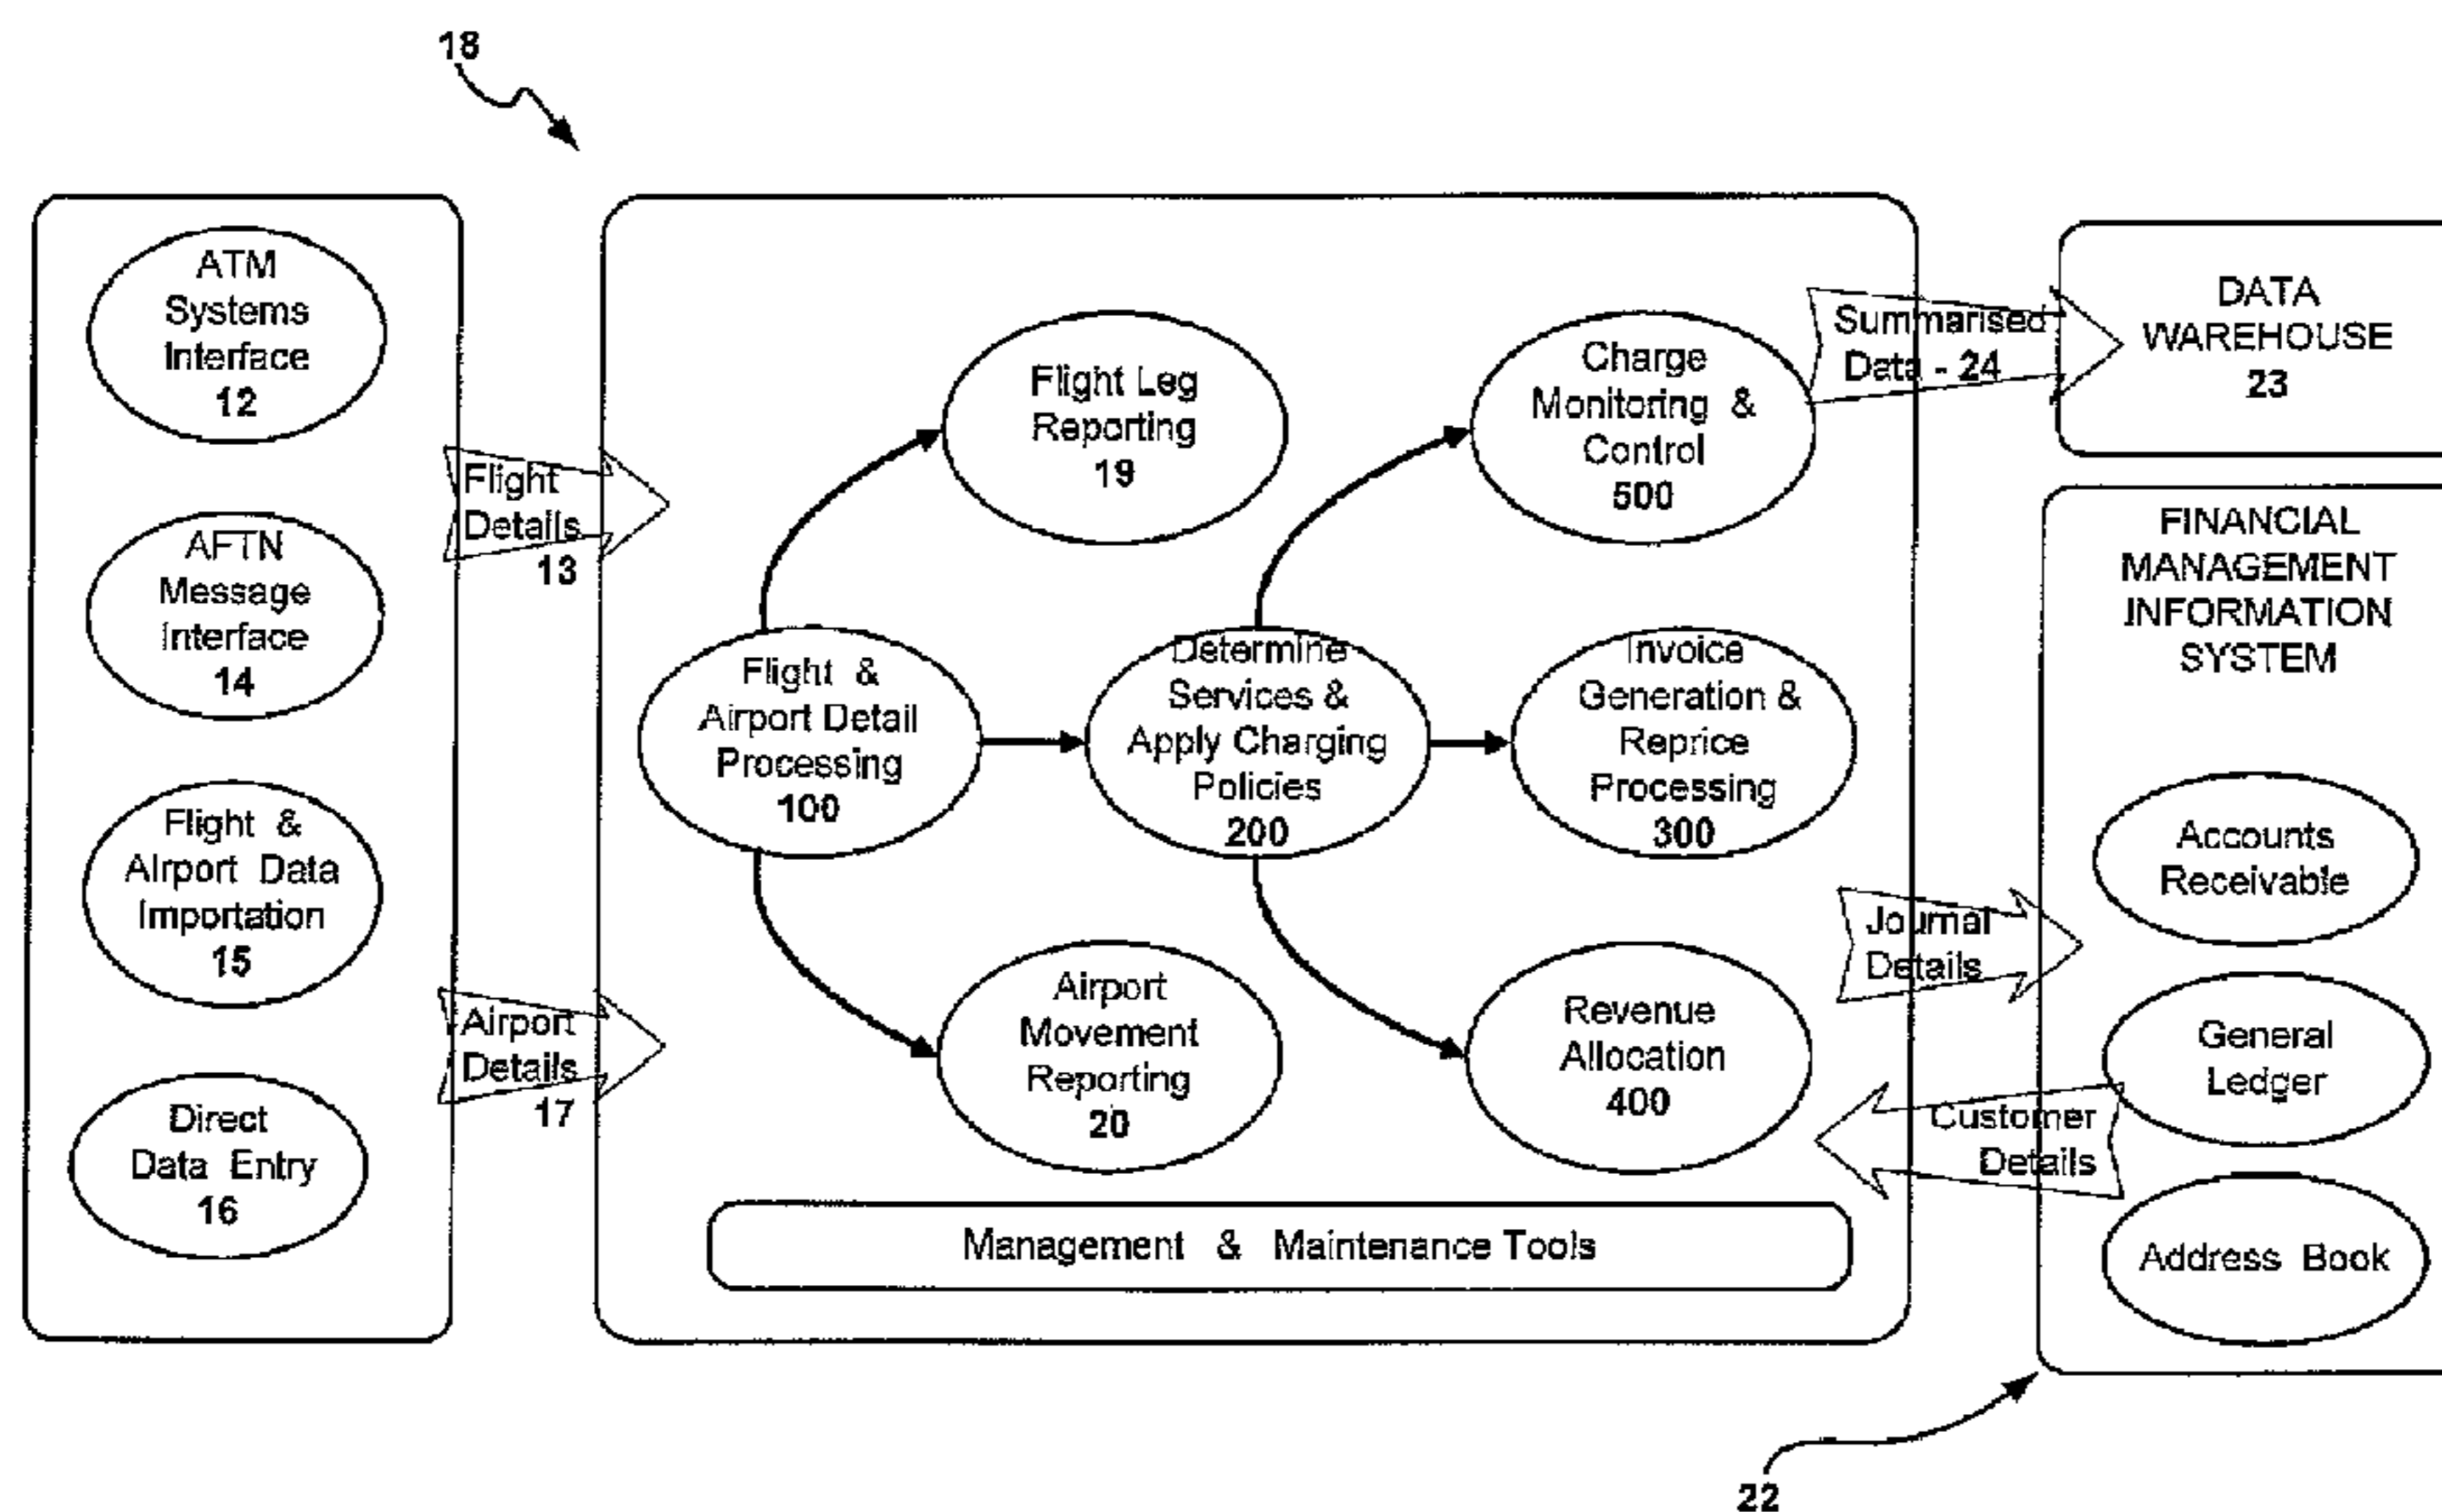 18
ATM
Systems
Interface
12
AFTN
Message
Interface
14
Flight &
Airport Data
Importation
15
Direct
Data Entry
16
Flight
Details
13
Airport
Details
17
Flight Leg
Reporting
19
Flight &
Airport Detail
Processing
100
Airport
Movement
Reporting
20
Determine
Services &
Apply Charging
Policies
200
Charge
Monitoring &
Control
500
Invoice
Generation &
Reprice
Processing
300
Revenue
Allocation
400
Management & Maintenance Tools
Summarised
Data - 24
Journal
Details
Customer
Details
DATA
WAREHOUSE
23
FINANCIAL
MANAGEMENT
INFORMATION
SYSTEM
Accounts
Receivable
General
Ledger
Address Book
22